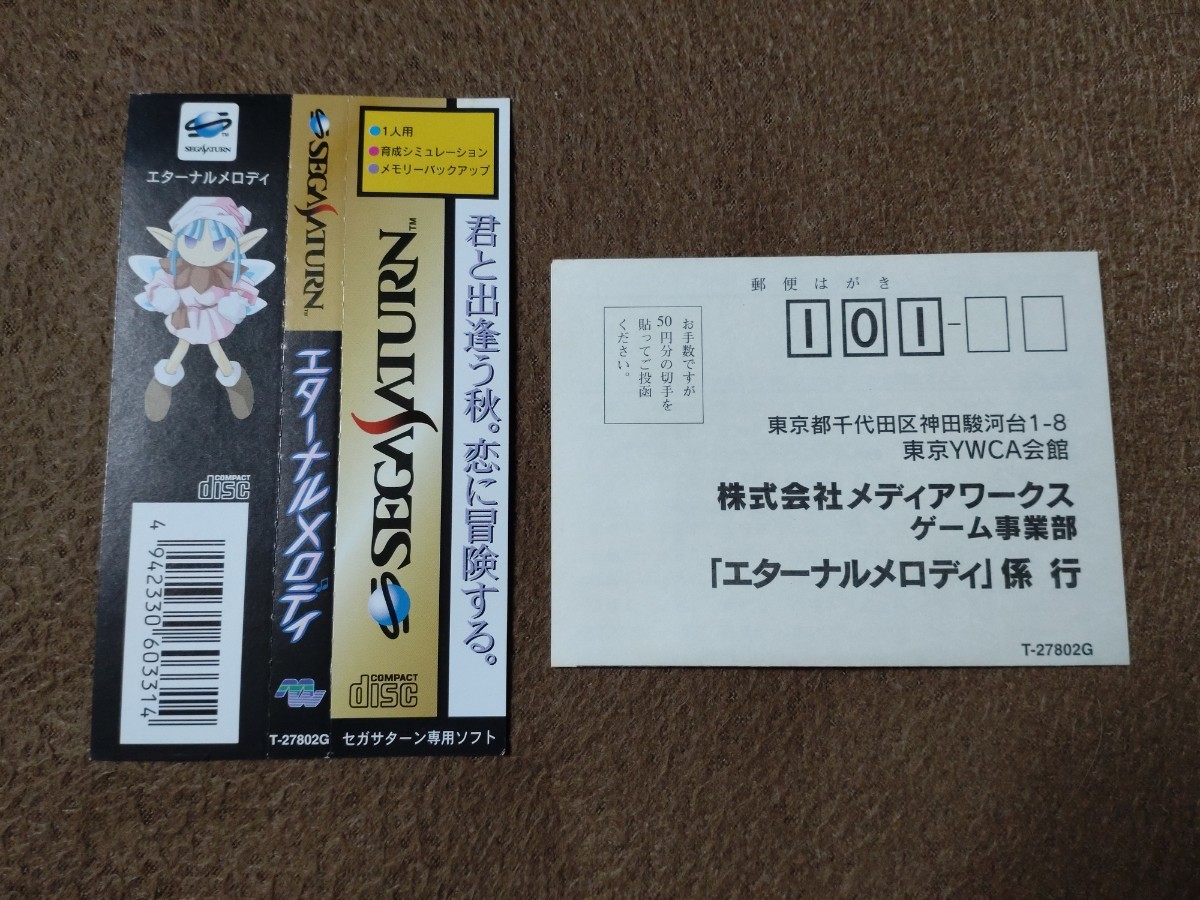 SEGA SATURN
TM
エターナルメロディ
COMPACT
disc
4 942330 603314
SEGA SATURN
TM
エターナルメロディ
MW
T-27802G
●1人用
●育成シミュレーション
●メモリーバックアップ
SEGA SATURN
TM
COMPACT
disc
君と出逢う秋。恋に冒険する。
セガサターン専用ソフト
郵便はがき
101-
お手数ですが
50円分の切手を
貼ってご投函
ください。
東京都千代田区神田駿河台1-8
東京YWCA会館
株式会社メディアワークス
ゲーム事業部
「エターナルメロディ」係 行
T-27802G